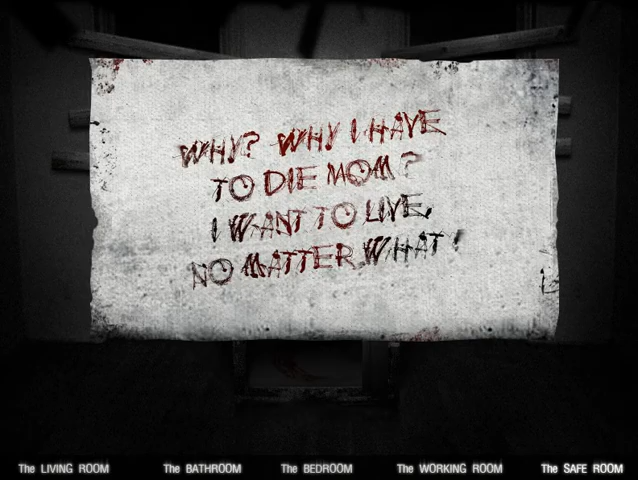 WHY? WHY I HAVE
TO DIE MOM?
I WANT TO LIVE,
NO MATTER WHAT!
The LIVING ROOM
The BATHROOM
The BEDROOM
The WORKING ROOM
The SAFE ROOM